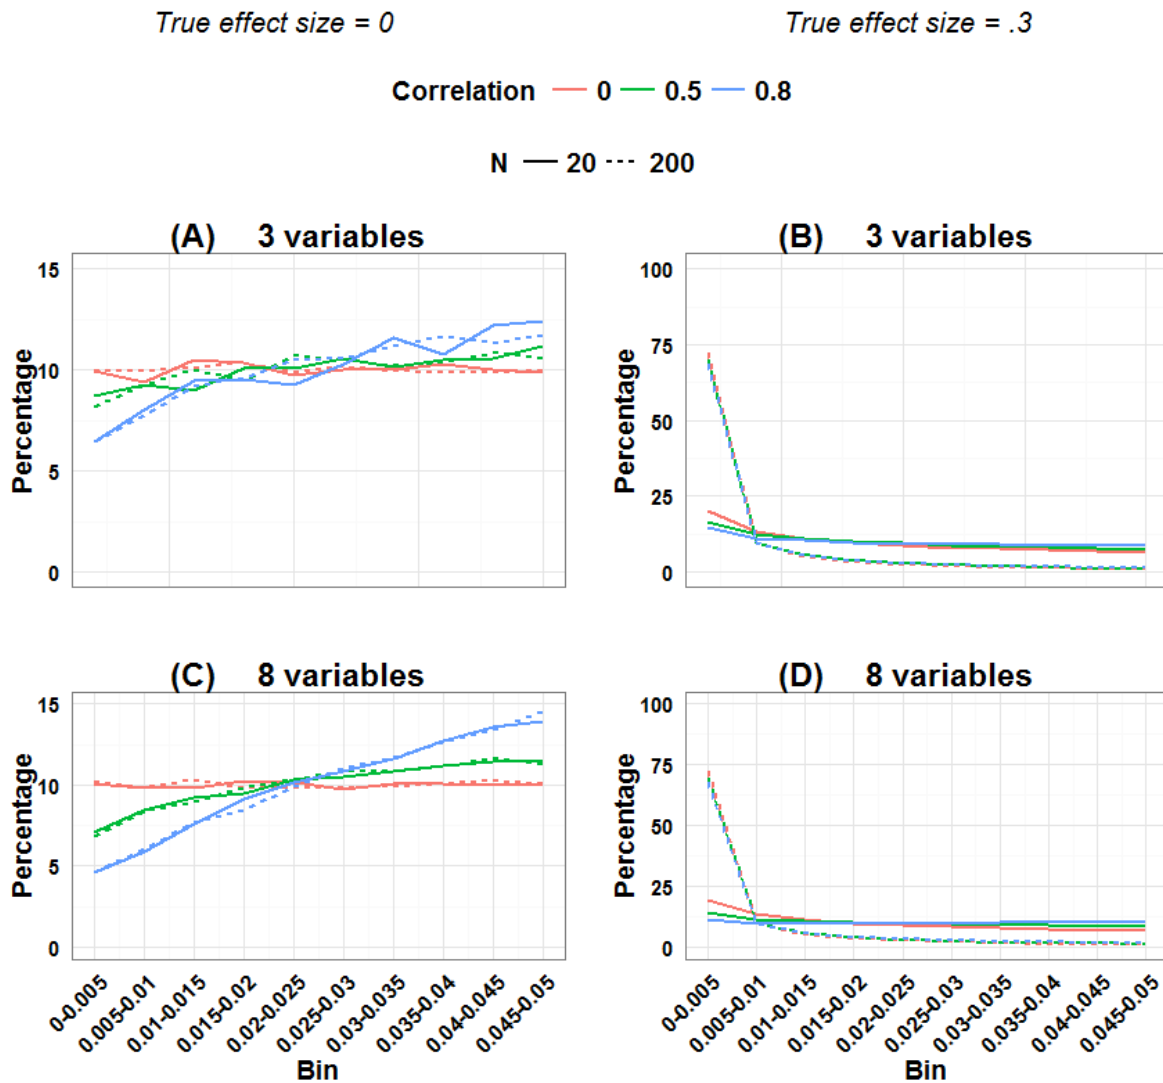 True effect size = 0
True effect size = .3
Correlation 0 0.5 0.8
N 20 200
(A) 3 variables
15
10
5
0
Percentage
(B) 3 variables
100
75
50
25
0
Percentage
(C) 8 variables
15
10
5
0
Percentage
0-0.005
0.005-0.01
0.01-0.015
0.015-0.02
0.02-0.025
0.025-0.03
0.03-0.035
0.035-0.04
0.04-0.045
0.045-0.05
Bin
(D) 8 variables
100
75
50
25
0
Percentage
0-0.005
0.005-0.01
0.01-0.015
0.015-0.02
0.02-0.025
0.025-0.03
0.03-0.035
0.035-0.04
0.04-0.045
0.045-0.05
Bin